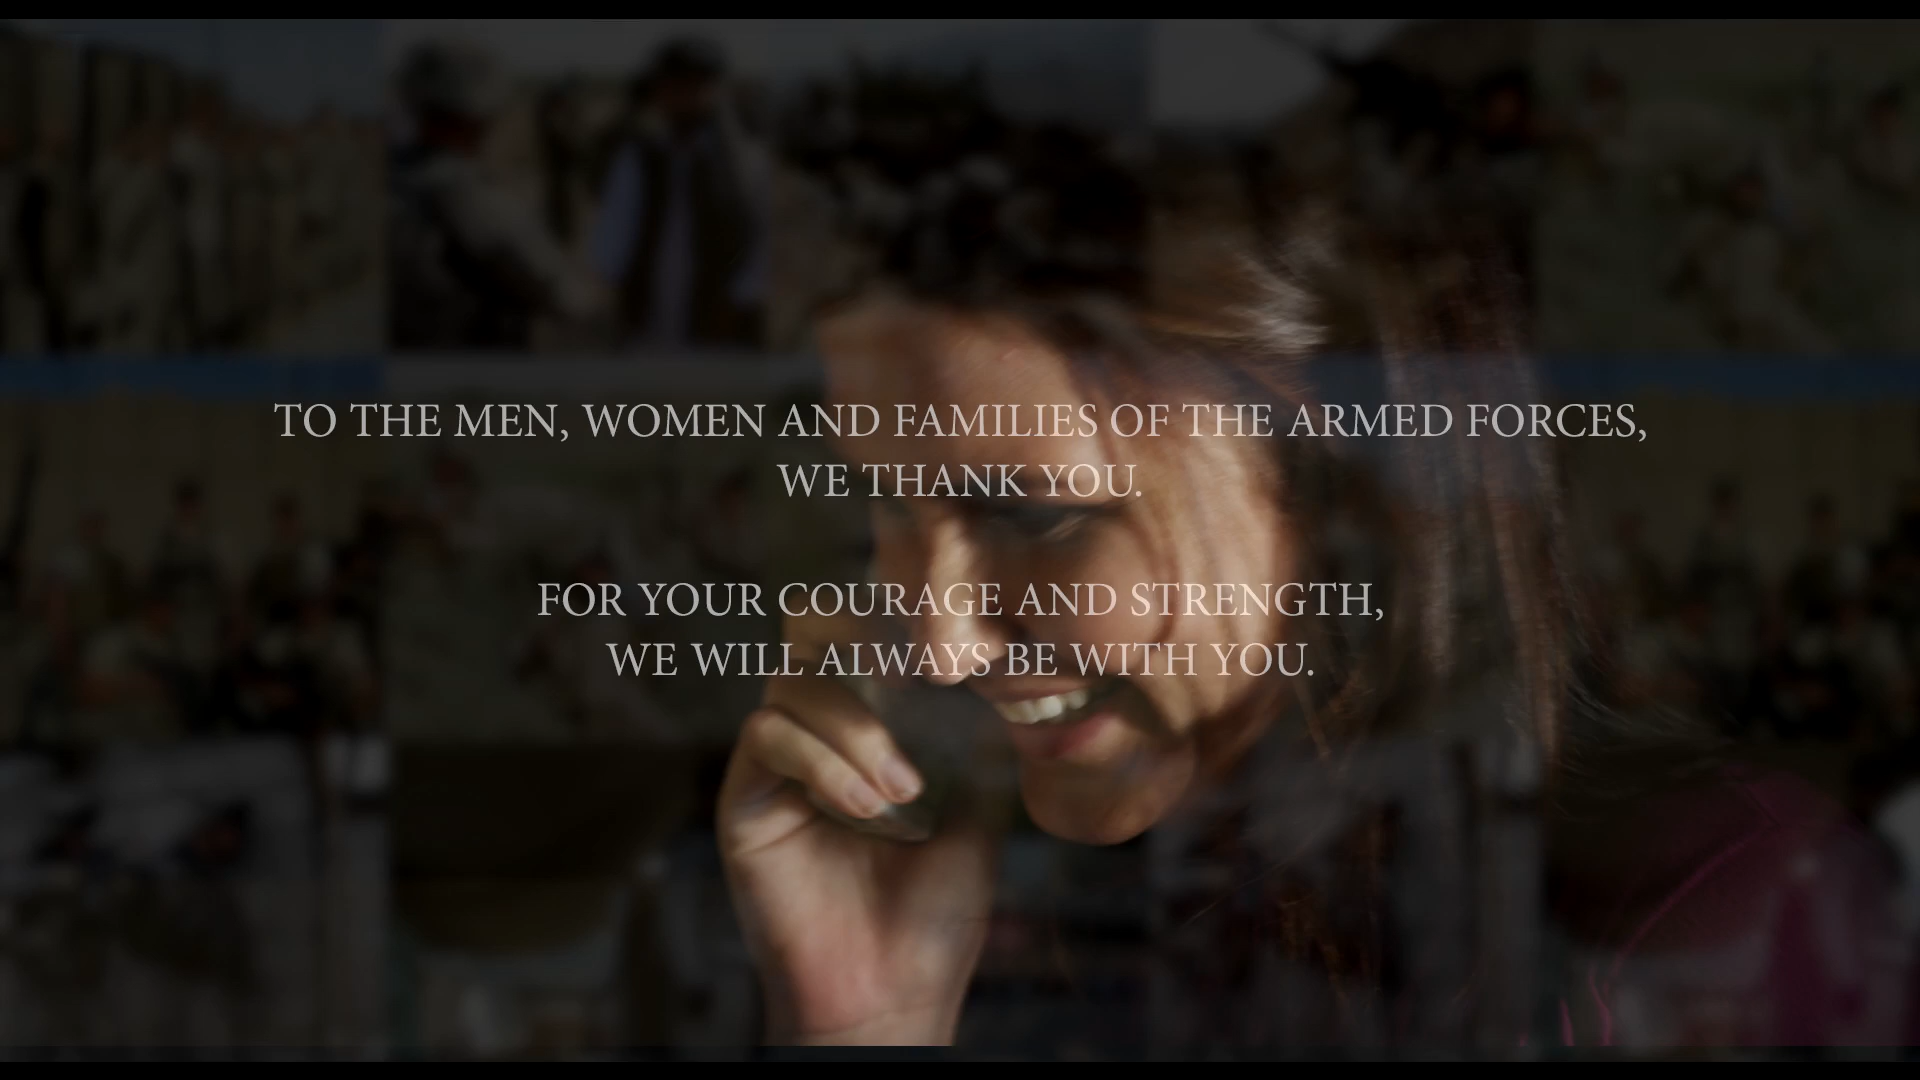 TO THE MEN, WOMEN AND FAMILIES OF THE ARMED FORCES,
WE THANK YOU.
FOR YOUR COURAGE AND STRENGTH,
WE WILL ALWAYS BE WITH YOU.